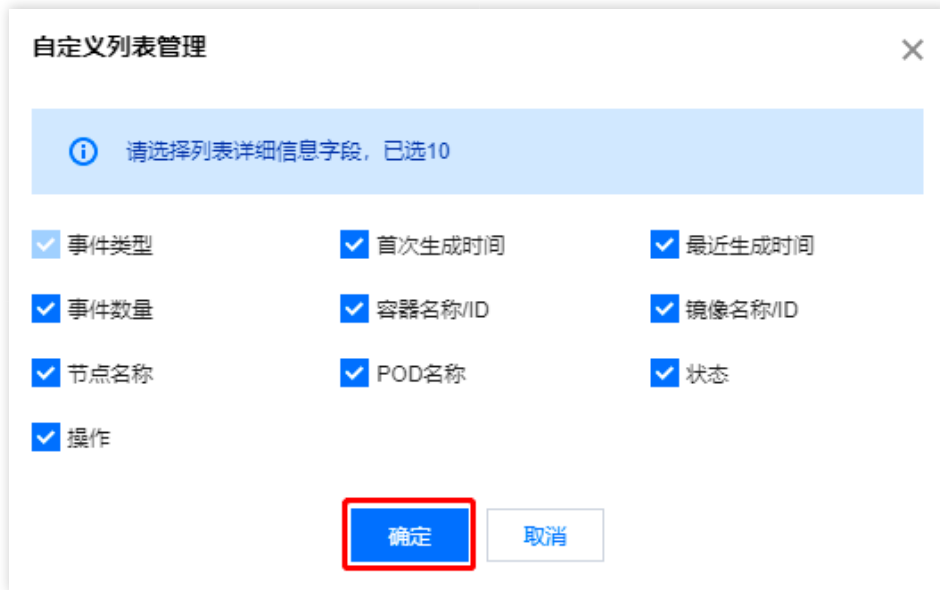 自定义列表管理
请选择列表详细信息字段，已选10
事件类型 首次生成时间 最近生成时间
事件数量 容器名称/ID 镜像名称/ID
节点名称 POD名称 状态
操作
确定 取消